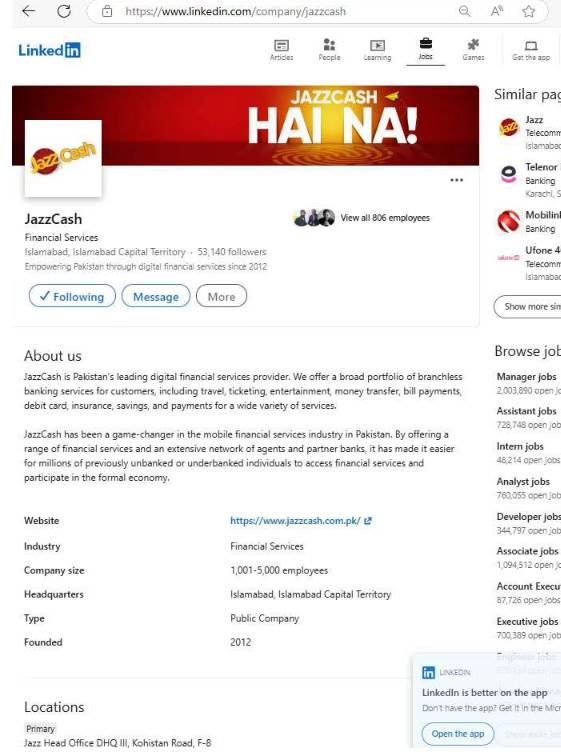 https://www.linkedin.com/company/jazzcash
Linked in
Articles
People
Learning
Jobs
Games
Get the app
JAZZCASH
HAI NA!
Jazz Cash
JazzCash
View all 806 employees
Financial Services
Islamabad, Islamabad Capital Territory · 53,140 followers
Empowering Pakistan through digital financial services since 2012
✓ Following
Message
More
About us
JazzCash is Pakistan's leading digital financial services provider. We offer a broad portfolio of branchless
banking services for customers, including travel, ticketing, entertainment, money transfer, bill payments,
debit card, insurance, savings, and payments for a wide variety of services.
JazzCash has been a game-changer in the mobile financial services industry in Pakistan. By offering a
range of financial services and an extensive network of agents and partner banks, it has made it easier
for millions of previously unbanked or underbanked individuals to access financial services and
participate in the formal economy.
Website https://www.jazzcash.com.pk/
Industry Financial Services
Company size 1,001-5,000 employees
Headquarters Islamabad, Islamabad Capital Territory
Type Public Company
Founded 2012
Locations
Primary
Jazz Head Office DHQ III, Kohistan Road, F-8
Similar pag
Jazz
Telecomm
Islamabad
Telenor
Banking
Karachi, S
Mobilink
Banking
Ufone 4
Telecomm
Islamabad
Show more sim
Browse job
Manager jobs
2,003,890 open jo
Assistant jobs
728,748 open job
Intern jobs
48,214 open jobs
Analyst jobs
760,055 open job
Developer jobs
344,797 open job
Associate jobs
1,094,512 open jo
Account Execu
87,726 open jobs
Executive jobs
700,389 open job
Engineer jobs
LINKEDIN
LinkedIn is better on the app
Don't have the app? Get it in the Micr
Open the app
Show more job